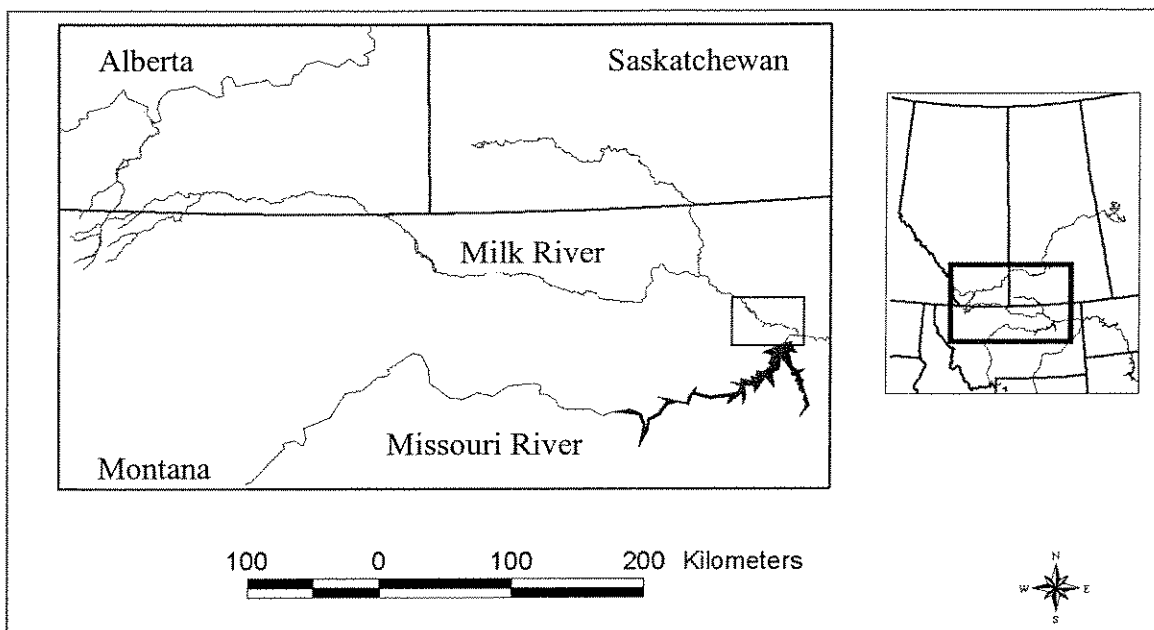 Alberta
Saskatchewan
Milk River
Missouri River
Montana
100 0 100 200 Kilometers
N
W E
S